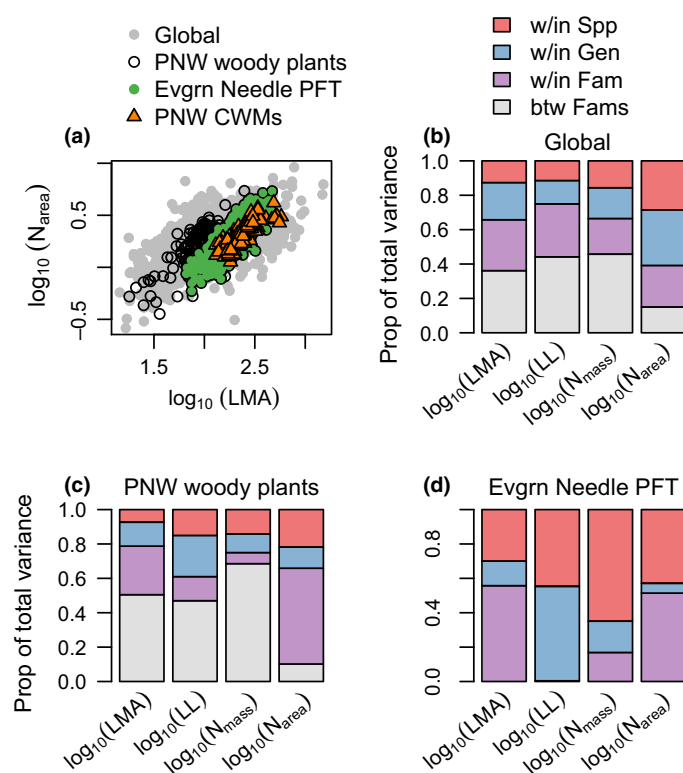 Global
PNW woody plants
Evgrn Needle PFT
PNW CWMs
w/in Spp
w/in Gen
w/in Fam
btw Fams
(a)
log₁₀ (Narea)
−0.5 0.5
1.5 2.5
log₁₀ (LMA)
(b) Global
Prop of total variance
0.0 0.2 0.4 0.6 0.8 1.0
log₁₀(LMA)
log₁₀(LL)
log₁₀(Nmass)
log₁₀(Narea)
(c) PNW woody plants
Prop of total variance
0.0 0.2 0.4 0.6 0.8 1.0
log₁₀(LMA)
log₁₀(LL)
log₁₀(Nmass)
log₁₀(Narea)
(d) Evgrn Needle PFT
0.0 0.4 0.8
log₁₀(LMA)
log₁₀(LL)
log₁₀(Nmass)
log₁₀(Narea)